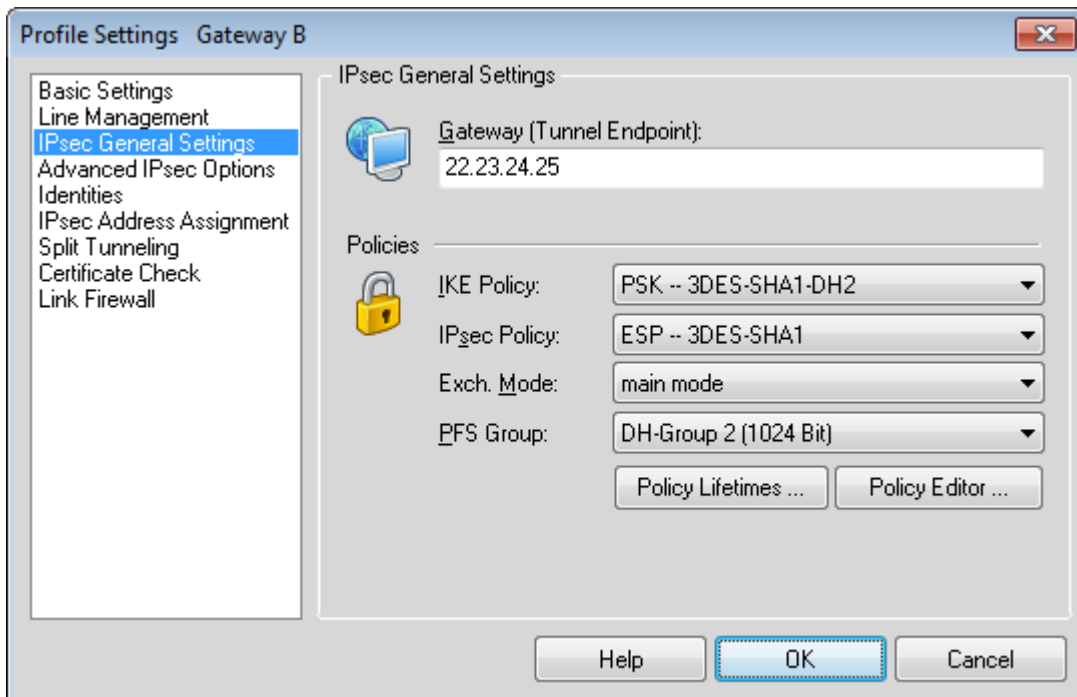 Profile Settings   Gateway B
Basic Settings
Line Management
IPsec General Settings
Advanced IPsec Options
Identities
IPsec Address Assignment
Split Tunneling
Certificate Check
Link Firewall
IPsec General Settings
Gateway (Tunnel Endpoint):
22.23.24.25
Policies
IKE Policy: PSK -- 3DES-SHA1-DH2
IPsec Policy: ESP -- 3DES-SHA1
Exch. Mode: main mode
PFS Group: DH-Group 2 (1024 Bit)
Policy Lifetimes ... Policy Editor ...
Help OK Cancel